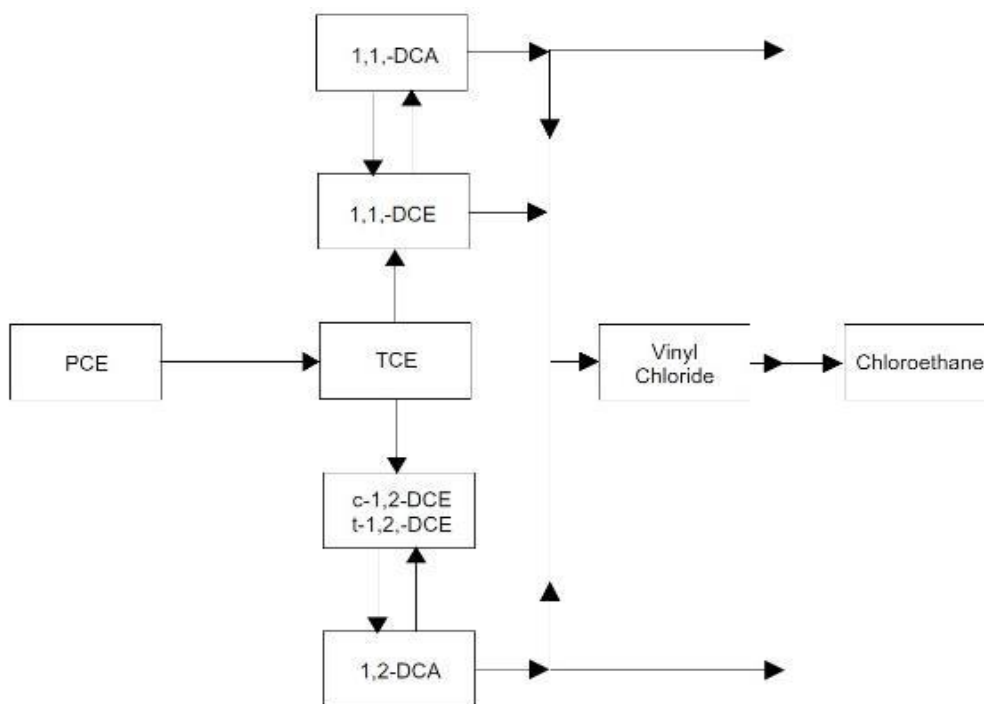 1,1,-DCA
1,1,-DCE
PCE
TCE
Vinyl
Chloride
Chloroethane
c-1,2-DCE
t-1,2,-DCE
1,2-DCA